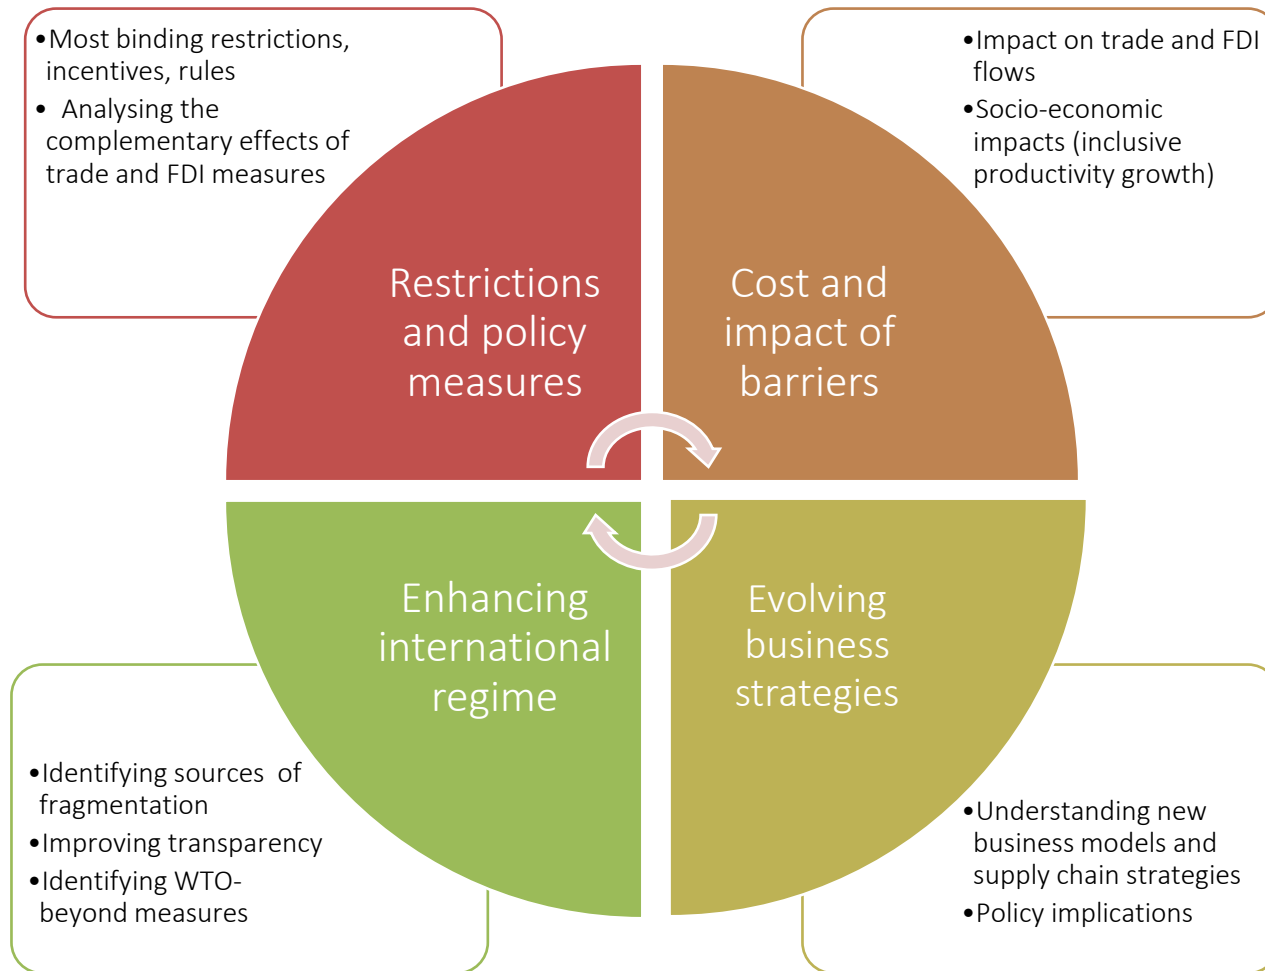 •Most binding restrictions,
incentives, rules
• Analysing the
complementary effects of
trade and FDI measures
•Impact on trade and FDI
flows
•Socio-economic
impacts (inclusive
productivity growth)
Restrictions
and policy
measures
Cost and
impact of
barriers
Enhancing
international
regime
Evolving
business
strategies
•Identifying sources of
fragmentation
•Improving transparency
•Identifying WTO-
beyond measures
•Understanding new
business models and
supply chain strategies
•Policy implications